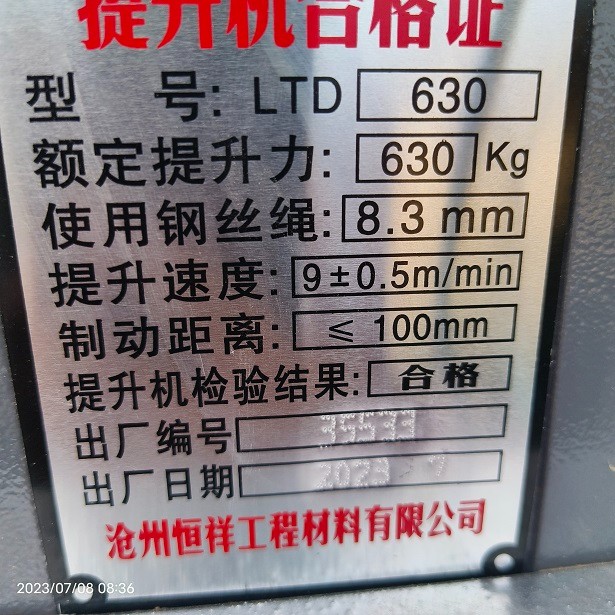 提升机合格证
型 号: LTD 630
额定提升力: 630 Kg
使用钢丝绳: 8.3 mm
提升速度: 9±0.5m/min
制动距离: ≤ 100mm
提升机检验结果: 合格
出厂编号 35533
出厂日期 2023 7
沧州恒祥工程材料有限公司
2023/07/08 08:36